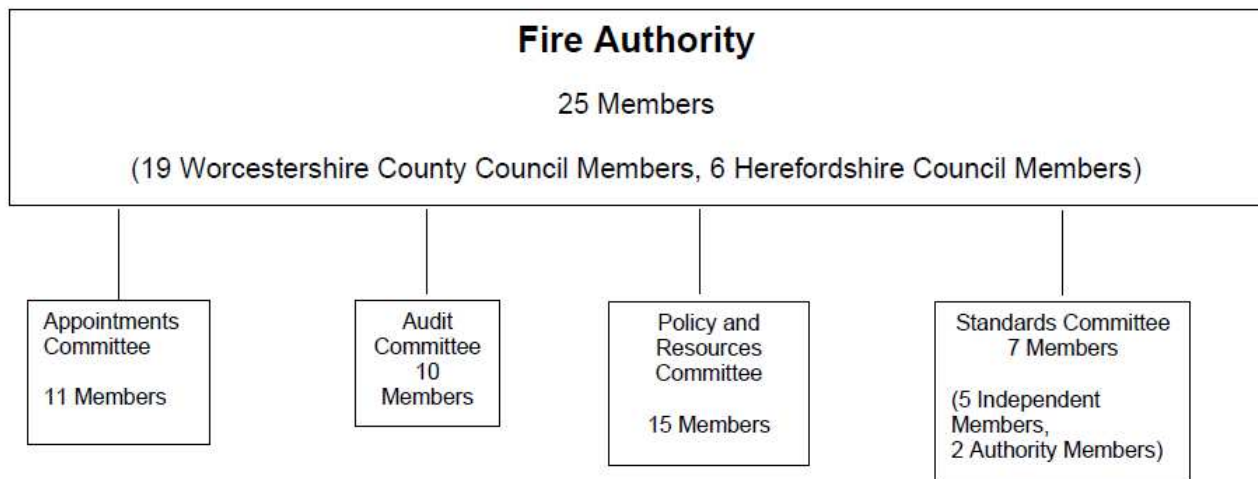 Fire Authority
25 Members
(19 Worcestershire County Council Members, 6 Herefordshire Council Members)
Appointments
Committee
11 Members
Audit
Committee
10
Members
Policy and
Resources
Committee
15 Members
Standards Committee
7 Members
(5 Independent
Members,
2 Authority Members)